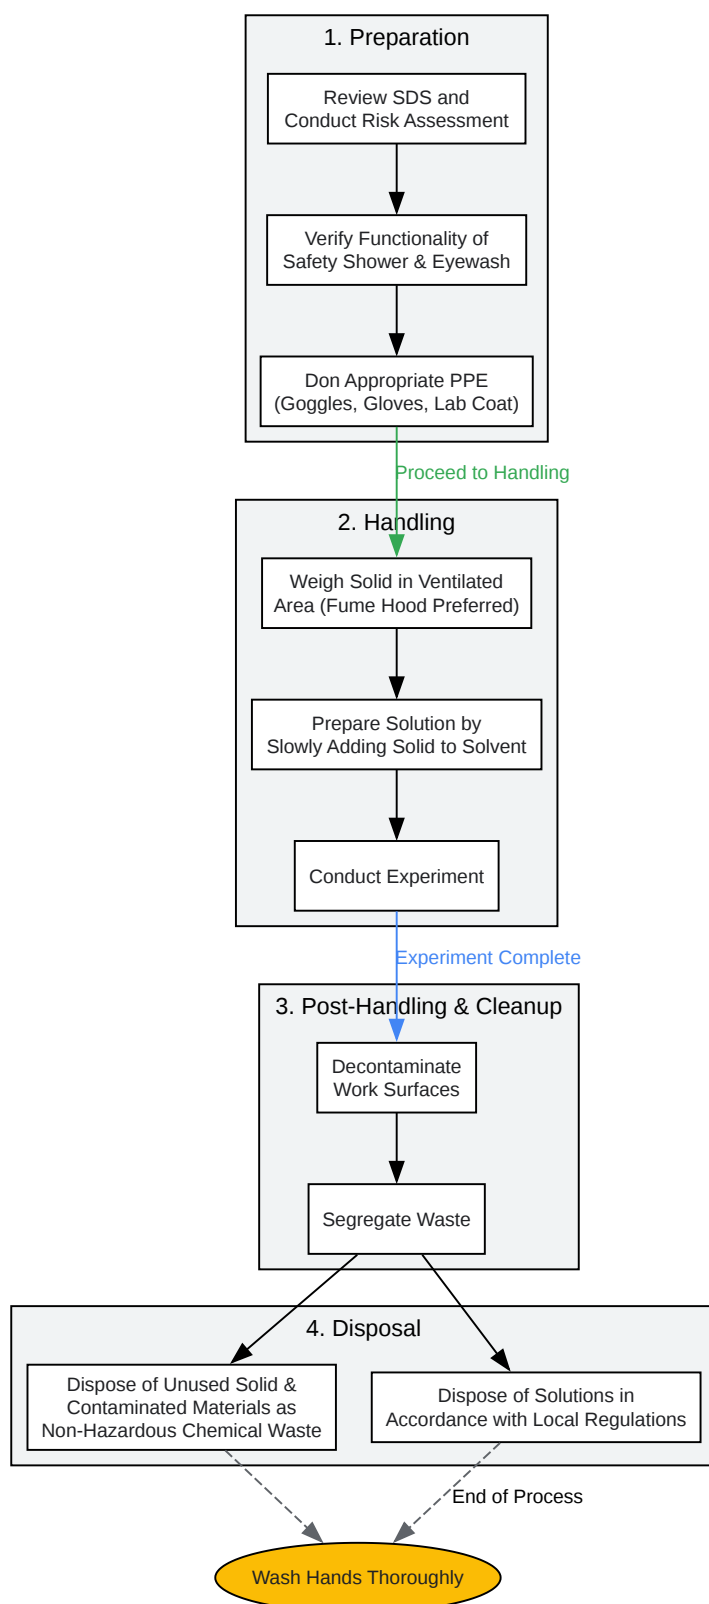 1. Preparation
Review SDS and
Conduct Risk Assessment
Verify Functionality of
Safety Shower & Eyewash
Don Appropriate PPE
(Goggles, Gloves, Lab Coat)
Proceed to Handling
2. Handling
Weigh Solid in Ventilated
Area (Fume Hood Preferred)
Prepare Solution by
Slowly Adding Solid to Solvent
Conduct Experiment
Experiment Complete
3. Post-Handling & Cleanup
Decontaminate
Work Surfaces
Segregate Waste
4. Disposal
Dispose of Unused Solid &
Contaminated Materials as
Non-Hazardous Chemical Waste
Dispose of Solutions in
Accordance with Local Regulations
End of Process
Wash Hands Thoroughly